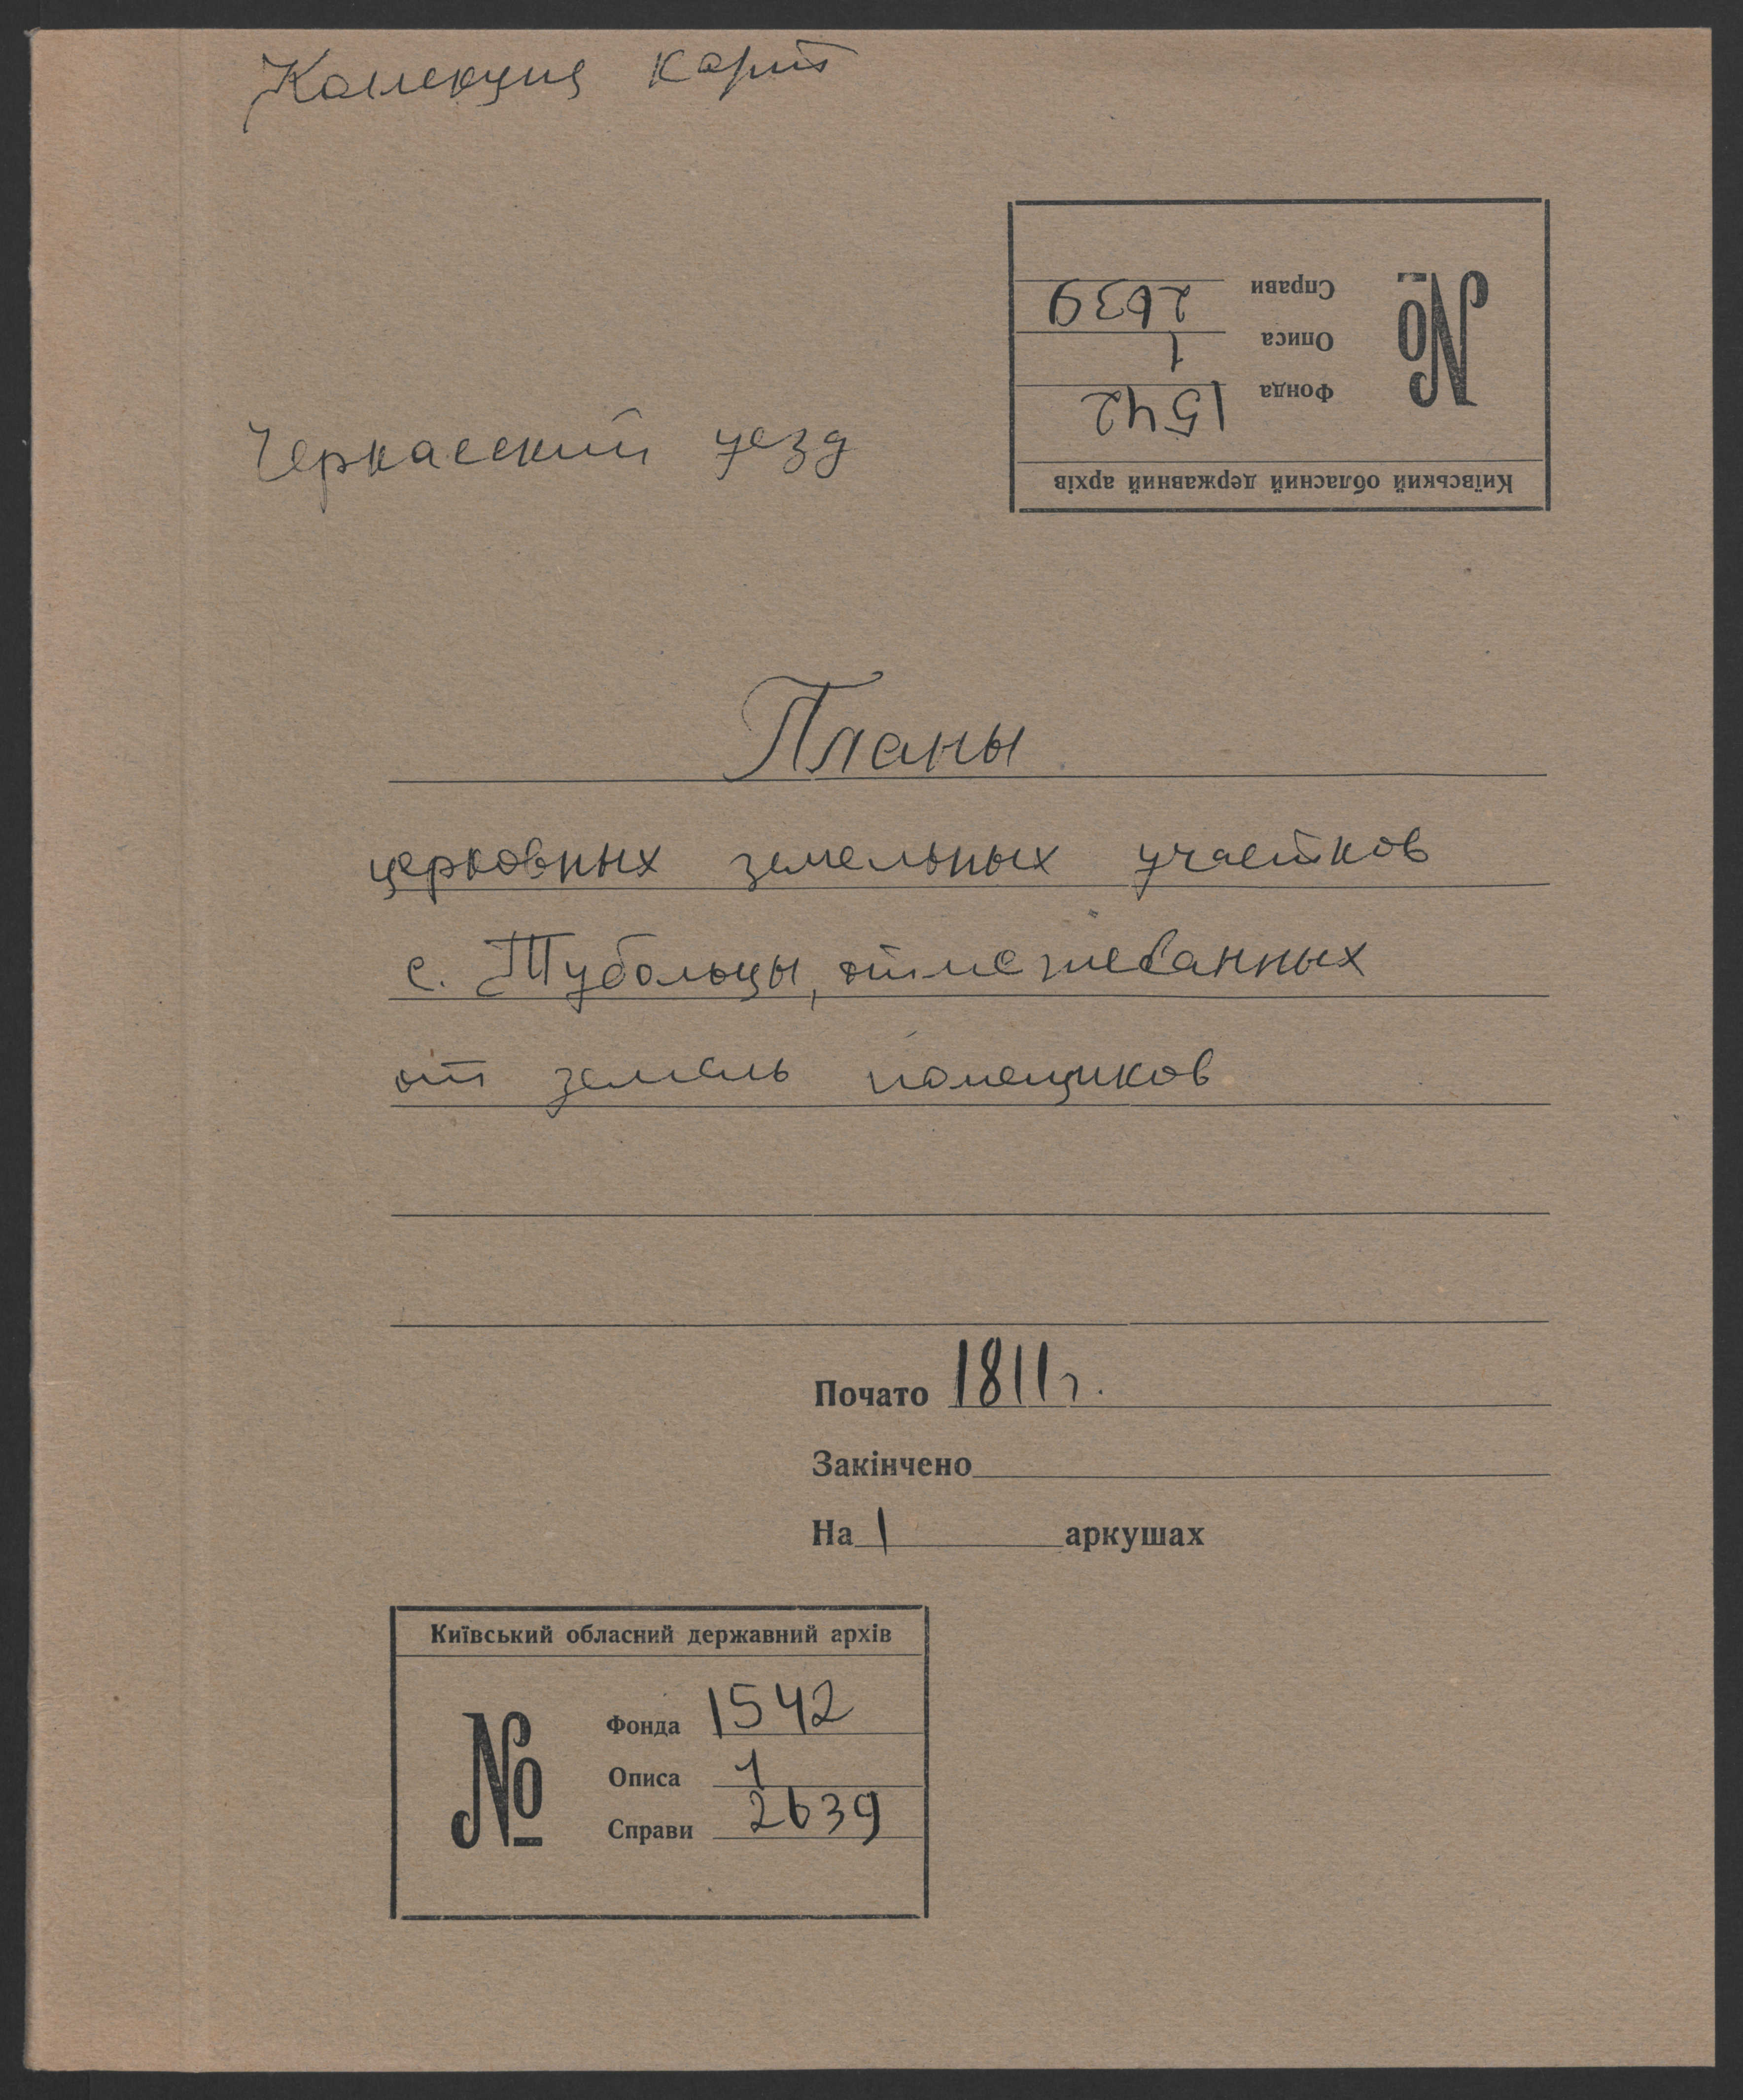 Коллекция карт
Справи 2639
Описа 1
Фонда 1542
№
Київський обласний державний архів
Черкасский уезд
Планы
церковных земельных участков
с. Тубольцы, отмежеванных
от земель помещиков
Почато 1811 г.
Закінчено
На 1 аркушах
Київський обласний державний архів
№
Фонда 1542
Описа 1
Справи 2639